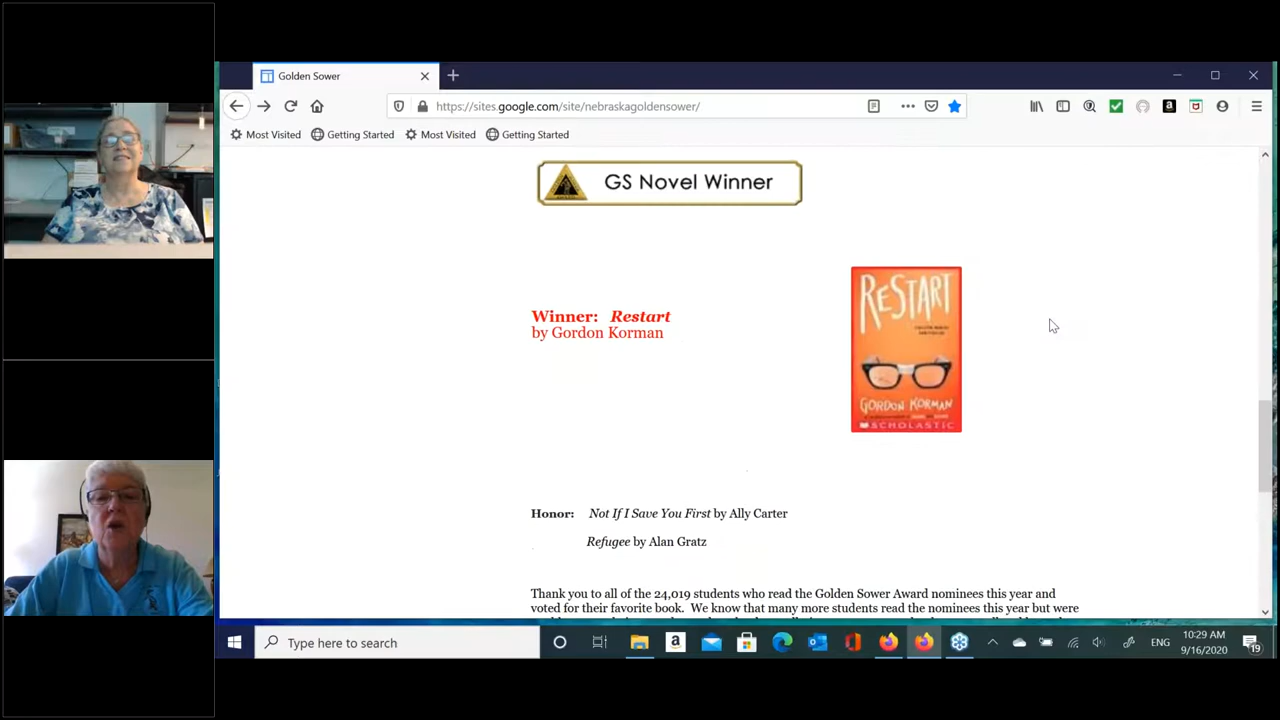 Golden Sower
https://sites.google.com/site/nebraskagoldensower/
Most Visited
Getting Started
Most Visited
Getting Started
GS Novel Winner
Winner: Restart
by Gordon Korman
RESTART
GORDON KORMAN
SCHOLASTIC
Honor: Not If I Save You First by Ally Carter
Refugee by Alan Gratz
Thank you to all of the 24,019 students who read the Golden Sower Award nominees this year and
voted for their favorite book. We know that many more students read the nominees this year but were
Type here to search
ENG
10:29 AM
9/16/2020
19